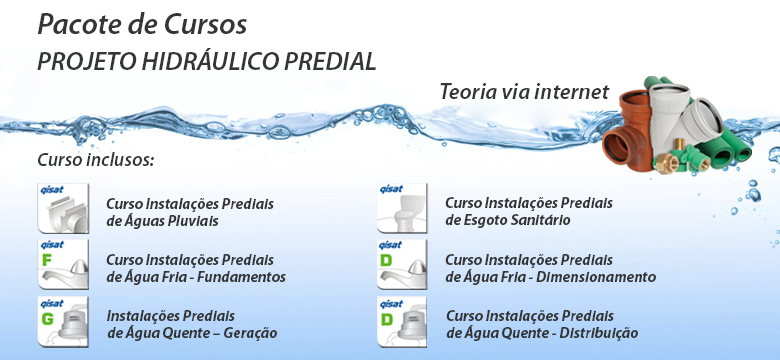 Pacote de Cursos
PROJETO HIDRÁULICO PREDIAL
Teoria via internet
Curso inclusos:
qisat
Curso Instalações Prediais
de Águas Pluviais
qisat
Curso Instalações Prediais
de Esgoto Sanitário
qisat
F
Curso Instalações Prediais
de Água Fria - Fundamentos
qisat
D
Curso Instalações Prediais
de Água Fria - Dimensionamento
qisat
G
Instalações Prediais
de Água Quente – Geração
qisat
D
Curso Instalações Prediais
de Água Quente - Distribuição